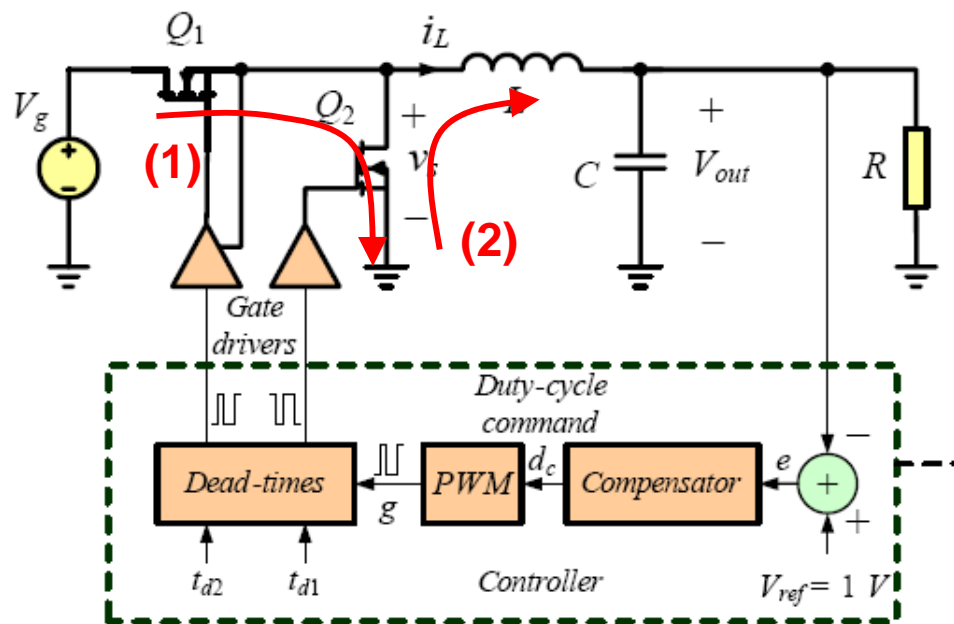 Q1
iL
Vg
Q2
+
L
+
(1)
vs
C
Vout
R
−
(2)
−
Gate
drivers
Duty-cycle
command
−
Dead-times
g
PWM
dc
Compensator
e
+
+
td2
td1
Controller
Vref = 1 V